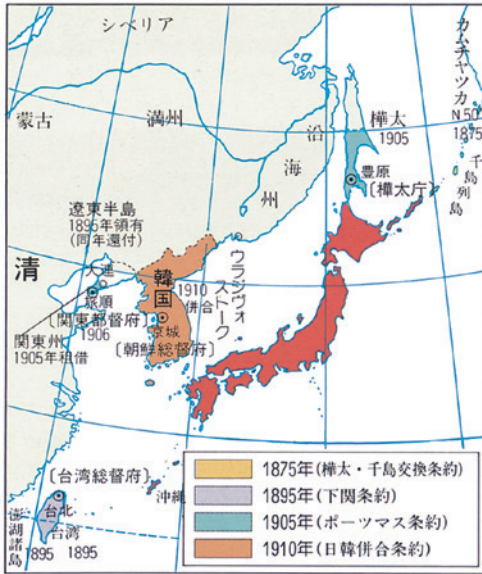 シベリア
カムチャツカ
蒙古
満州
沿海州
樺太
1905
N50
1875
千島列島
豊原
〔樺太庁〕
遼東半島
1895年領有
(同年還付)
清
大連
旅順
〔関東都督府〕
1906
関東州
1905年租借
韓国
1910
併合
京城
〔朝鮮総督府〕
ウラジヴォストーク
〔台湾総督府〕
沖縄
台北
台湾
澎湖諸島
1895
1895
1875年(樺太・千島交換条約)
1895年(下関条約)
1905年(ポーツマス条約)
1910年(日韓併合条約)